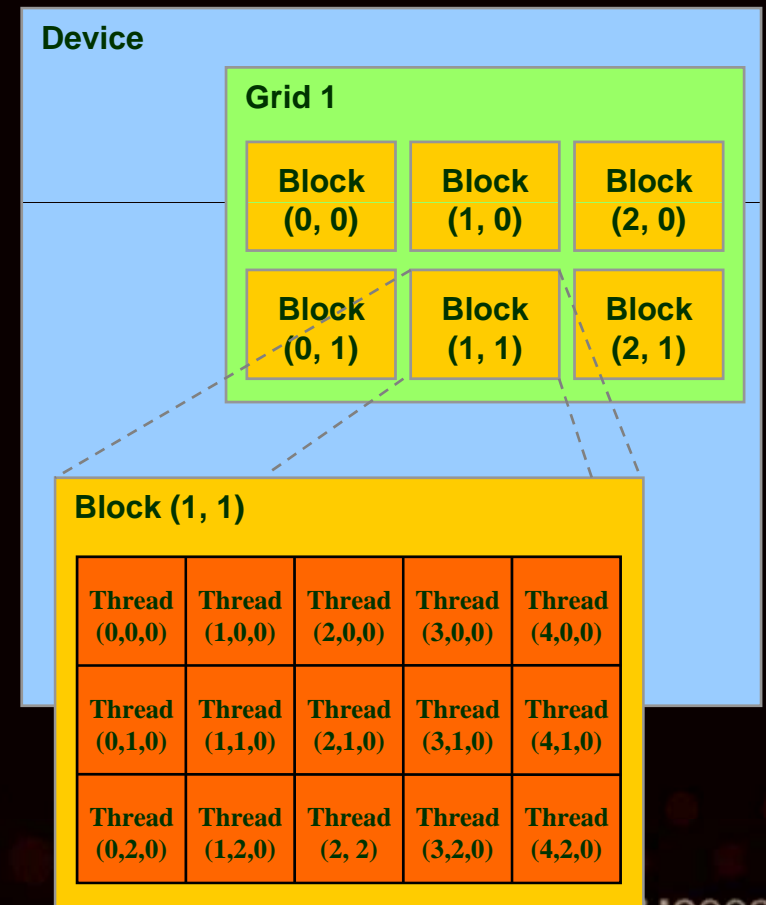 Device
Grid 1
Block Block Block
(0, 0) (1, 0) (2, 0)
Block Block Block
(0, 1) (1, 1) (2, 1)
Block (1, 1)
Thread Thread Thread Thread Thread
(0,0,0) (1,0,0) (2,0,0) (3,0,0) (4,0,0)
Thread Thread Thread Thread Thread
(0,1,0) (1,1,0) (2,1,0) (3,1,0) (4,1,0)
Thread Thread Thread Thread Thread
(0,2,0) (1,2,0) (2, 2) (3,2,0) (4,2,0)